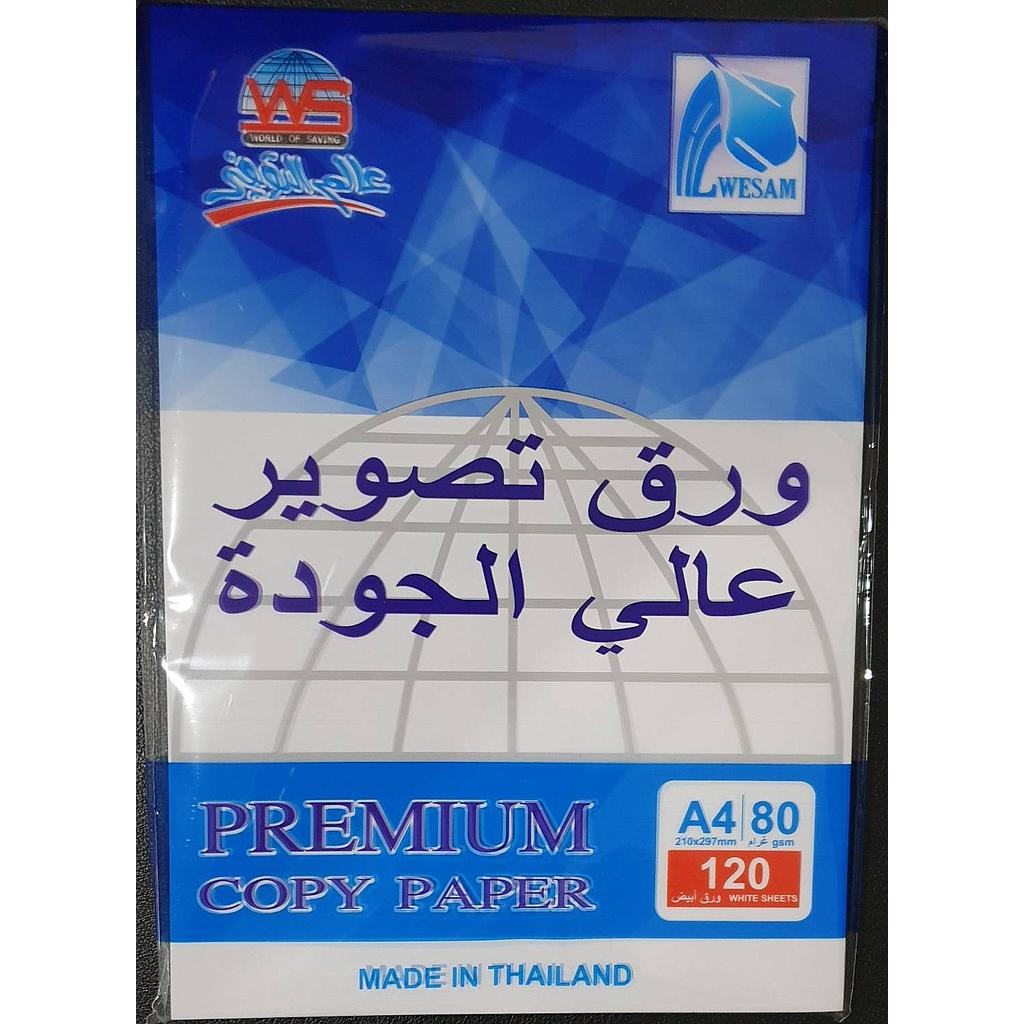 WS
WORLD OF SAVING
عالم التوفير
WESAM
ورق تصوير
عالي الجودة
PREMIUM
COPY PAPER
A4 80
210x297mm غرام gsm
120
ورق أبيض WHITE SHEETS
MADE IN THAILAND